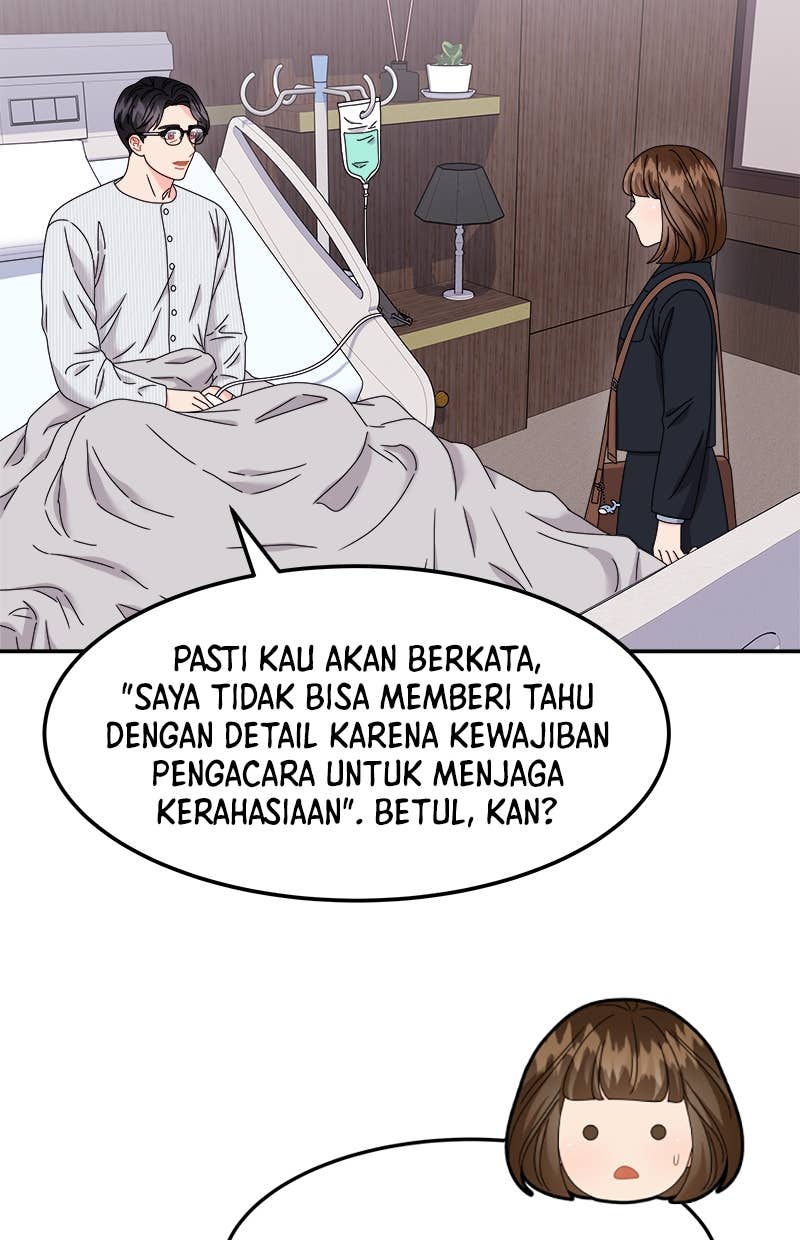 PASTI KAU AKAN BERKATA,
"SAYA TIDAK BISA MEMBERI TAHU
DENGAN DETAIL KARENA KEWAJIBAN
PENGACARA UNTUK MENJAGA
KERAHASIAAN". BETUL, KAN?